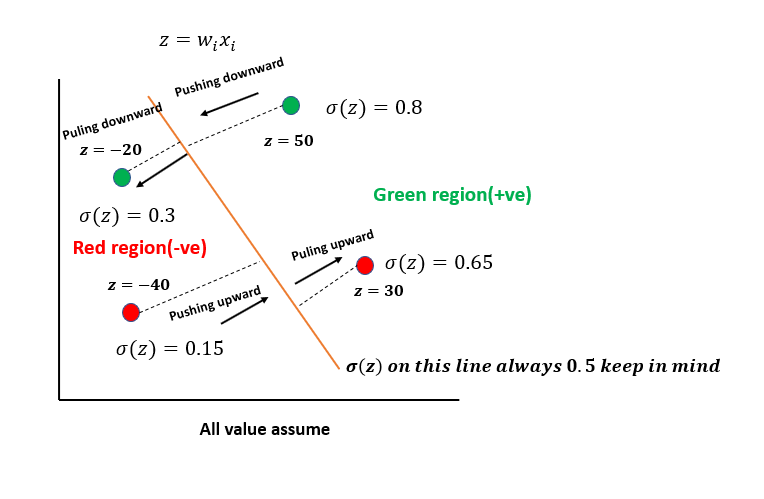 z = wᵢxᵢ
Pushing downward
σ(z) = 0.8
Puling downward
z = −20
z = 50
Green region(+ve)
σ(z) = 0.3
Red region(-ve)
Puling upward
σ(z) = 0.65
z = −40
z = 30
Pushing upward
σ(z) = 0.15
σ(z) on this line always 0.5 keep in mind
All value assume